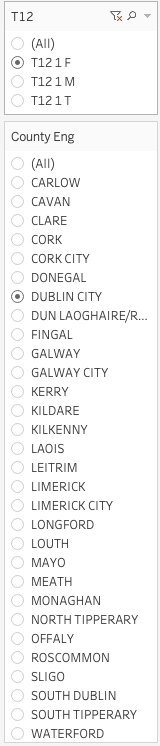 T12
(All)
T12 1 F
T12 1 M
T12 1 T
County Eng
(All)
CARLOW
CAVAN
CLARE
CORK
CORK CITY
DONEGAL
DUBLIN CITY
DUN LAOGHAIRE/R...
FINGAL
GALWAY
GALWAY CITY
KERRY
KILDARE
KILKENNY
LAOIS
LEITRIM
LIMERICK
LIMERICK CITY
LONGFORD
LOUTH
MAYO
MEATH
MONAGHAN
NORTH TIPPERARY
OFFALY
ROSCOMMON
SLIGO
SOUTH DUBLIN
SOUTH TIPPERARY
WATERFORD